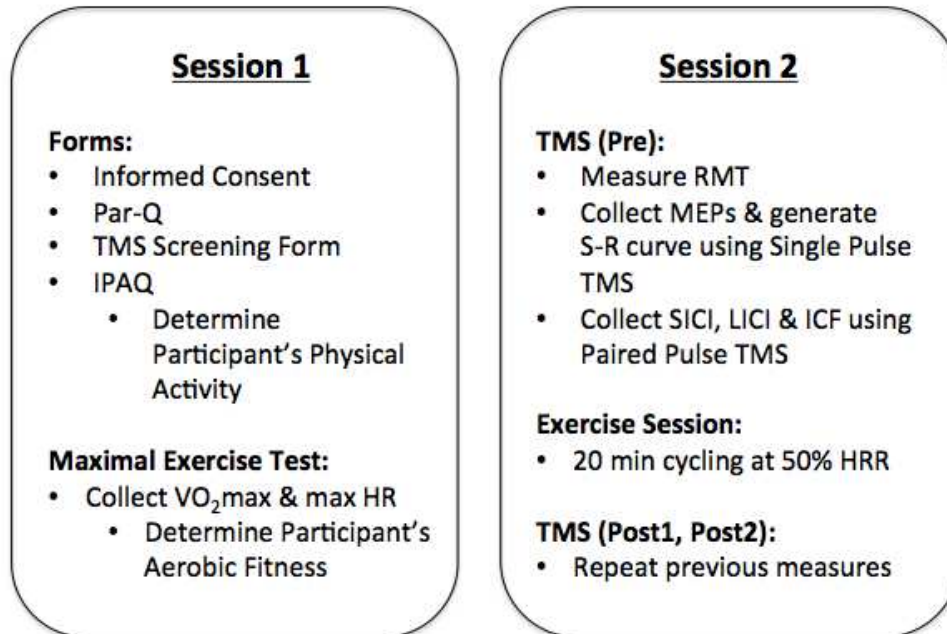 Session 1
Forms:
• Informed Consent
• Par-Q
• TMS Screening Form
• IPAQ
• Determine
Participant's Physical
Activity
Maximal Exercise Test:
• Collect VO₂max & max HR
• Determine Participant's
Aerobic Fitness
Session 2
TMS (Pre):
• Measure RMT
• Collect MEPs & generate
S-R curve using Single Pulse
TMS
• Collect SICI, LICI & ICF using
Paired Pulse TMS
Exercise Session:
• 20 min cycling at 50% HRR
TMS (Post1, Post2):
• Repeat previous measures